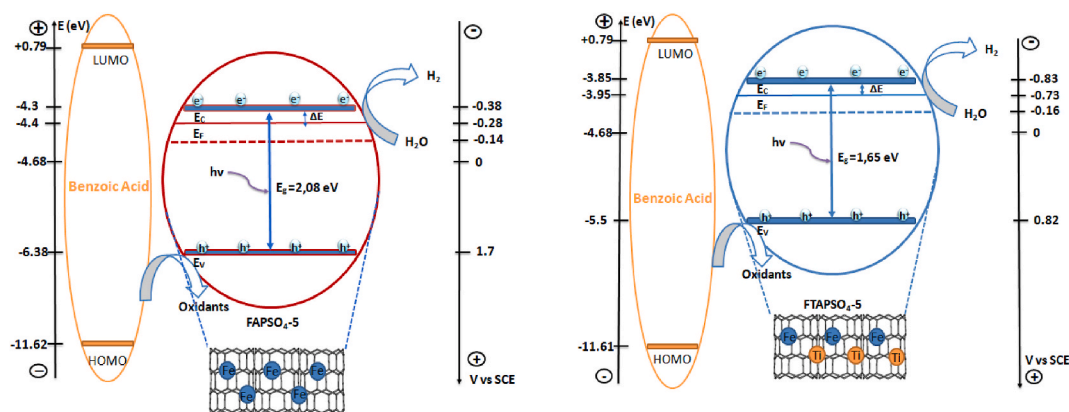 E (eV)
+0.79
LUMO
-4.3
-4.4
-4.68
Benzoic Acid
-6.38
-11.62
HOMO
e⁻ e⁻ e⁻ e⁻
E_C
ΔE
E_F
hν
E_g=2,08 eV
h⁺ h⁺ h⁺ h⁺
E_V
Oxidants
FAPSO₄-5
Fe Fe Fe
Fe Fe
H₂
H₂O
-0.38
-0.28
-0.14
0
1.7
V vs SCE
E (eV)
+0.79
LUMO
-3.85
-3.95
-4.68
Benzoic Acid
-5.5
-11.61
HOMO
e⁻ e⁻ e⁻ e⁻
E_C
ΔE
E_F
hν
E_g=1,65 eV
h⁺ h⁺ h⁺ h⁺
E_V
Oxidants
FTAPSO₄-5
Fe Fe Fe
Ti Ti Ti
H₂
H₂O
-0.83
-0.73
-0.16
0
0.82
V vs SCE